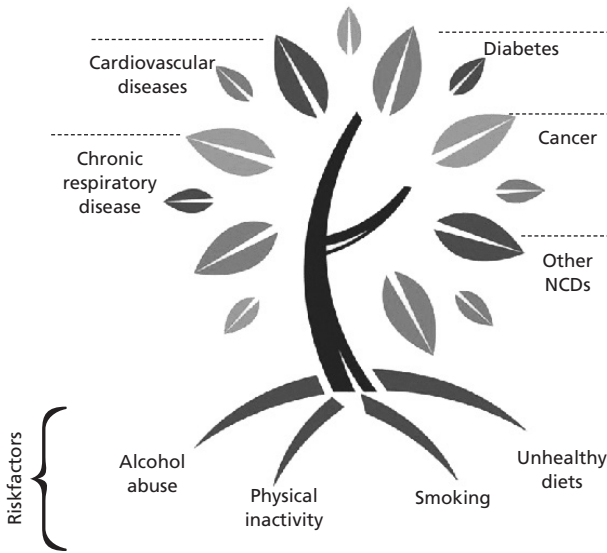 Cardiovascular
diseases
Diabetes
Chronic
respiratory
disease
Cancer
Other
NCDs
Riskfactors
Alcohol
abuse
Physical
inactivity
Smoking
Unhealthy
diets